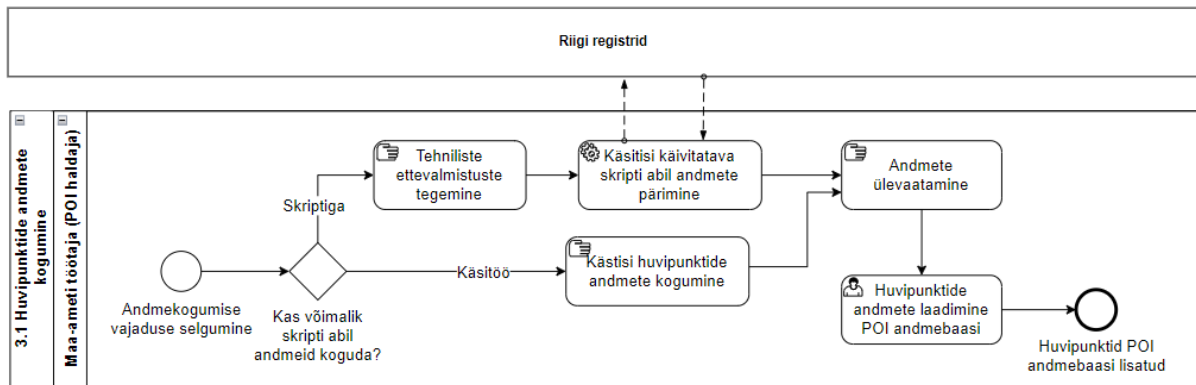 Riigi registrid
3.1 Huvipunktide andmete
kogumine
Maa-ameti töötaja (POI haldaja)
Tehniliste
ettevalmistuste
tegemine
Käsitisi käivitatava
skripti abil andmete
pärimine
Andmete
ülevaatamine
Skriptiga
Käsitöö
Kästisi huvipunktide
andmete kogumine
Andmekogumise
vajaduse selgumine
Kas võimalik
skripti abil
andmeid koguda?
Huvipunktide
andmete laadimine
POI andmebaasi
Huvipunktid POI
andmebaasi lisatud